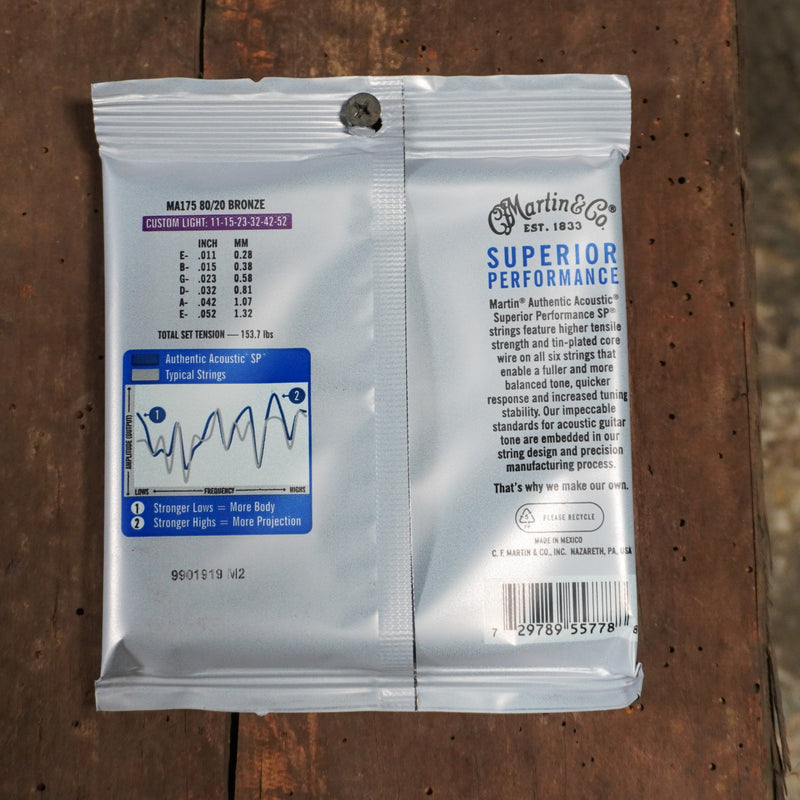 MA175 80/20 BRONZE
CUSTOM LIGHT: 11-15-23-32-42-52
INCH MM
E- .011 0.28
B- .015 0.38
G- .023 0.58
D- .032 0.81
A- .042 1.07
E- .052 1.32
TOTAL SET TENSION — 153.7 lbs
Authentic Acoustic® SP™
Typical Strings
1
2
AMPLITUDE (OUTPUT)
LOWS FREQUENCY HIGHS
1 Stronger Lows = More Body
2 Stronger Highs = More Projection
9901919 M2
CF Martin & Co.®
EST. 1833
SUPERIOR
PERFORMANCE
Martin® Authentic Acoustic®
Superior Performance SP®
strings feature higher tensile
strength and tin-plated core
wire on all six strings that
enable a fuller and more
balanced tone, quicker
response and increased tuning
stability. Our impeccable
standards for acoustic guitar
tone are embedded in our
string design and precision
manufacturing process.
That's why we make our own.
PLEASE RECYCLE
MADE IN MEXICO
C. F. MARTIN & CO., INC. NAZARETH, PA, USA
7 29789 55778 8